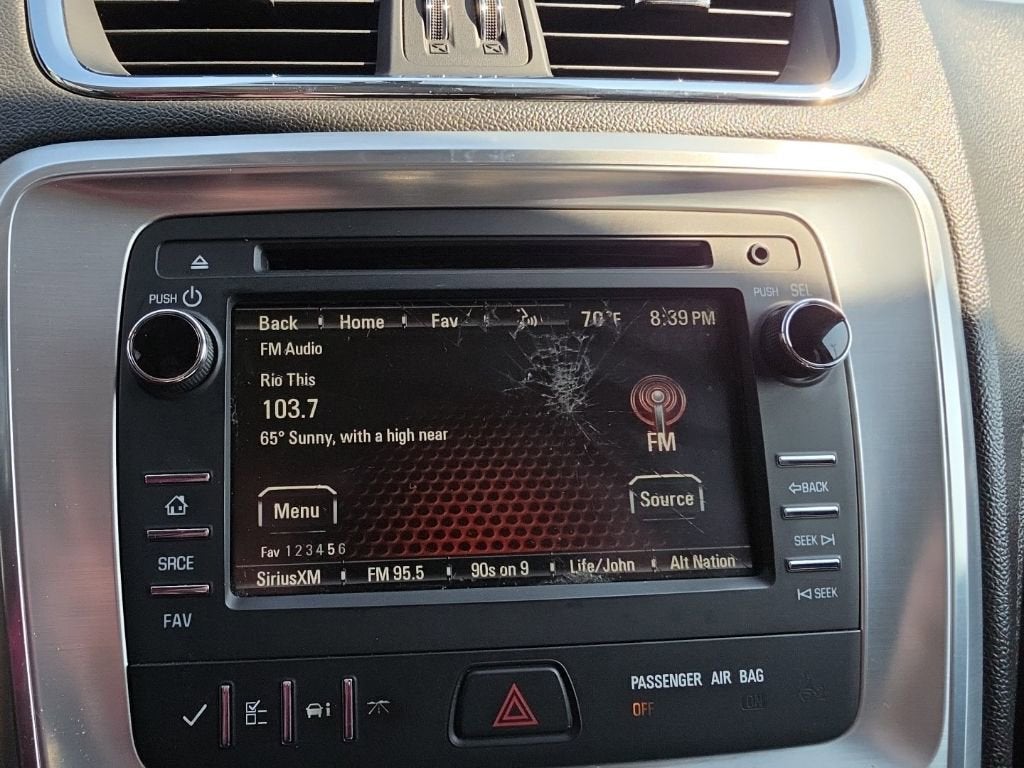 PUSH
PUSH SEL
Back Home Fav 70°F 8:39 PM
FM Audio
Rio This
103.7
65° Sunny, with a high near
FM
Menu
Source
Fav 1 2 3 4 5 6
SiriusXM FM 95.5 90s on 9 Life/John Alt Nation
SRCE
FAV
BACK
SEEK
SEEK
PASSENGER AIR BAG
OFF ON